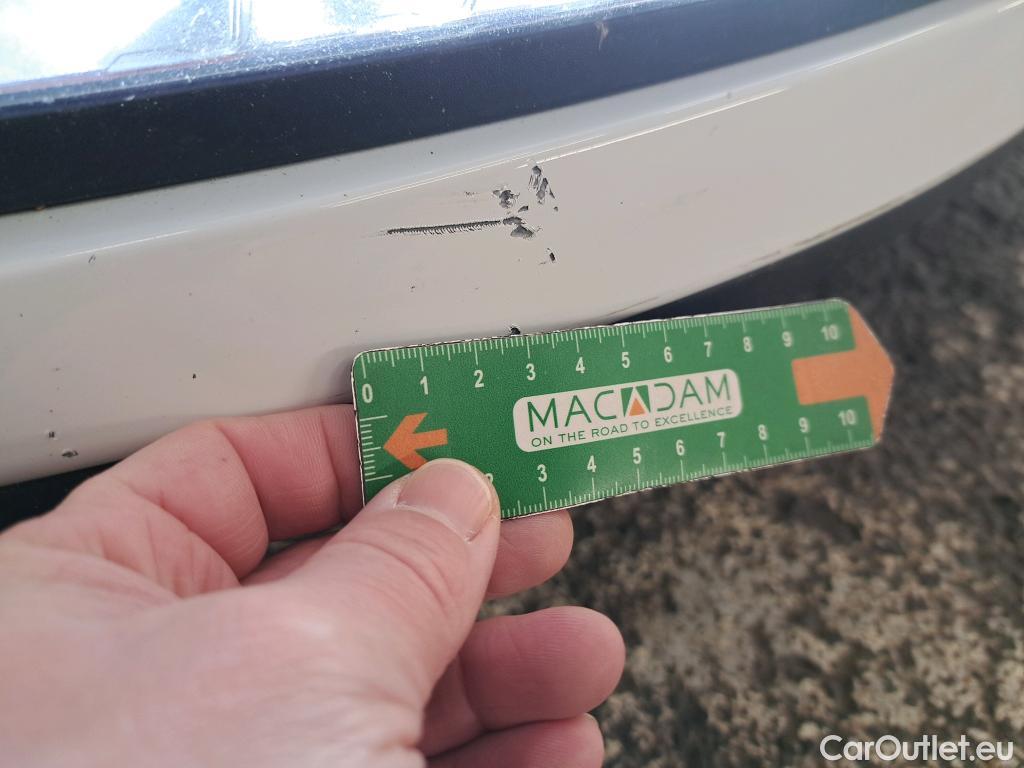 0 1 2 3 4 5 6 7 8 9 10
MACADAM
ON THE ROAD TO EXCELLENCE
3 4 5 6 7 8 9 10
CarOutlet.eu